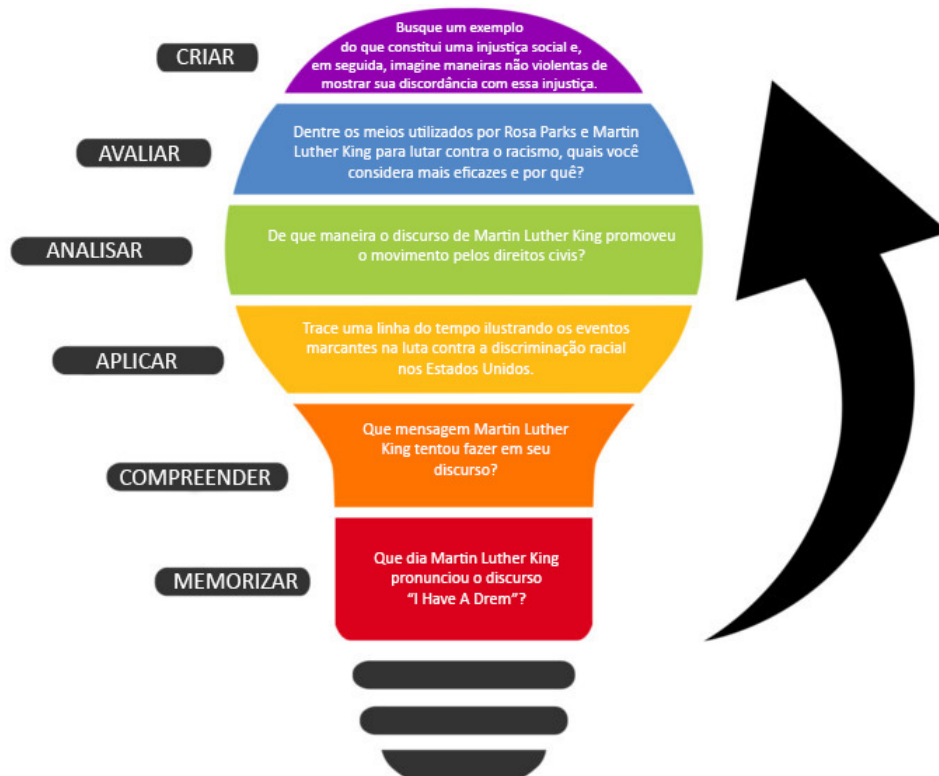 CRIAR
Busque um exemplo
do que constitui uma injustiça social e,
em seguida, imagine maneiras não violentas de
mostrar sua discordância com essa injustiça.
AVALIAR
Dentre os meios utilizados por Rosa Parks e Martin
Luther King para lutar contra o racismo, quais você
considera mais eficazes e por quê?
ANALISAR
De que maneira o discurso de Martin Luther King promoveu
o movimento pelos direitos civis?
APLICAR
Trace uma linha do tempo ilustrando os eventos
marcantes na luta contra a discriminação racial
nos Estados Unidos.
COMPREENDER
Que mensagem Martin Luther
King tentou fazer em seu
discurso?
MEMORIZAR
Que dia Martin Luther King
pronunciou o discurso
“I Have A Drem”?